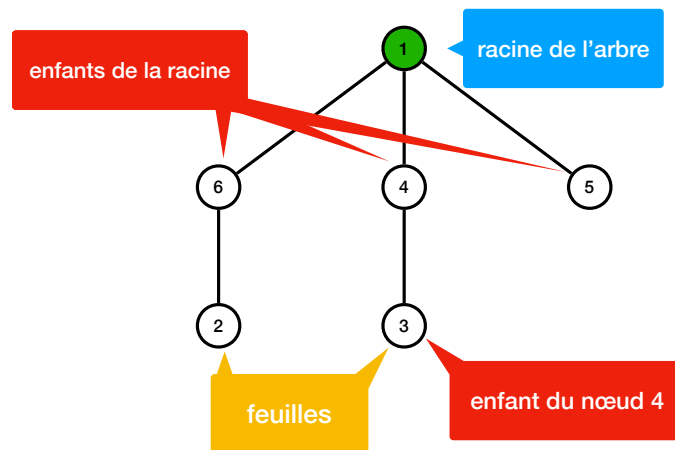 1
racine de l’arbre
enfants de la racine
6
4
5
2
3
feuilles
enfant du nœud 4